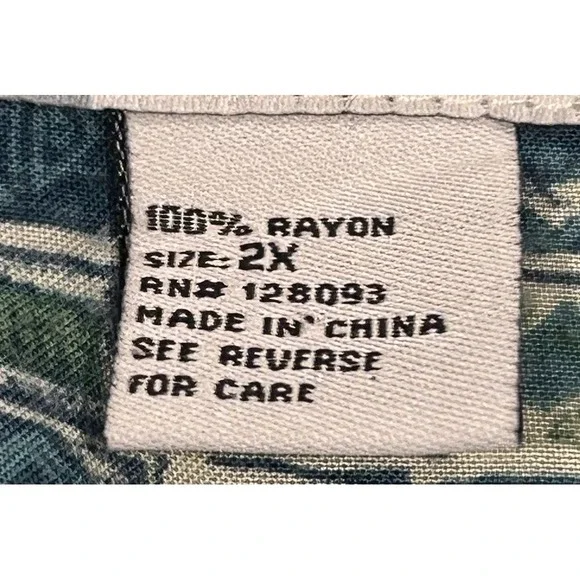 100% RAYON
SIZE: 2X
RN# 128093
MADE IN CHINA
SEE REVERSE
FOR CARE